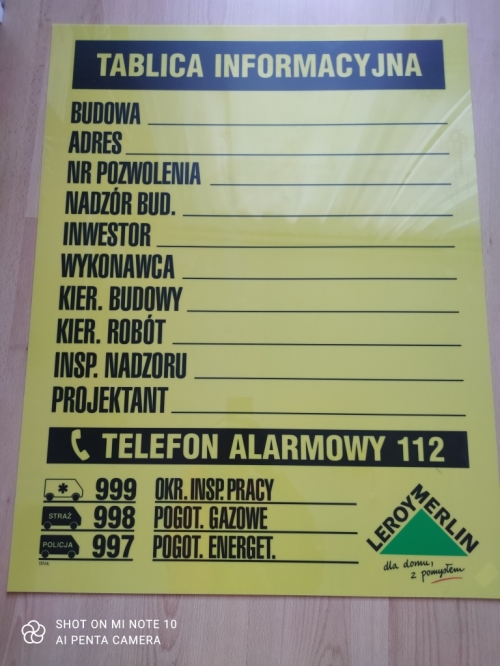 TABLICA INFORMACYJNA
BUDOWA
ADRES
NR POZWOLENIA
NADZÓR BUD.
INWESTOR
WYKONAWCA
KIER. BUDOWY
KIER. ROBÓT
INSP. NADZORU
PROJEKTANT
TELEFON ALARMOWY 112
999 OKR. INSP. PRACY
STRAŻ 998 POGOT. GAZOWE
POLICJA 997 POGOT. ENERGET.
LEROY MERLIN
dla domu,
z pomysłem
SHOT ON MI NOTE 10
AI PENTA CAMERA